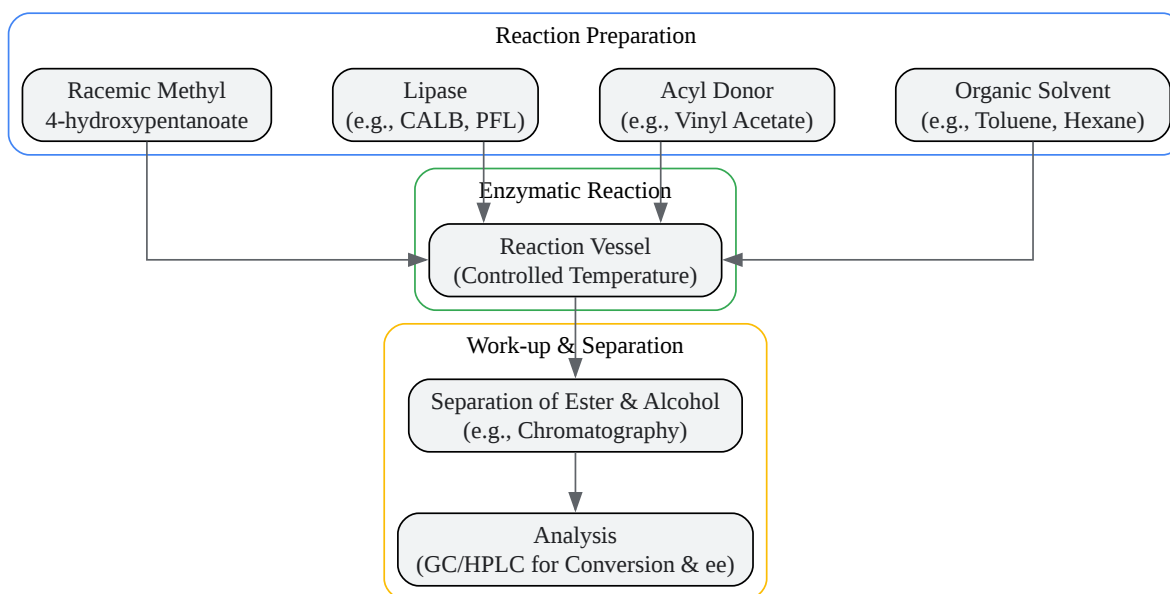 Reaction Preparation
Racemic Methyl
4-hydroxypentanoate
Lipase
(e.g., CALB, PFL)
Acyl Donor
(e.g., Vinyl Acetate)
Organic Solvent
(e.g., Toluene, Hexane)
Enzymatic Reaction
Reaction Vessel
(Controlled Temperature)
Work-up & Separation
Separation of Ester & Alcohol
(e.g., Chromatography)
Analysis
(GC/HPLC for Conversion & ee)